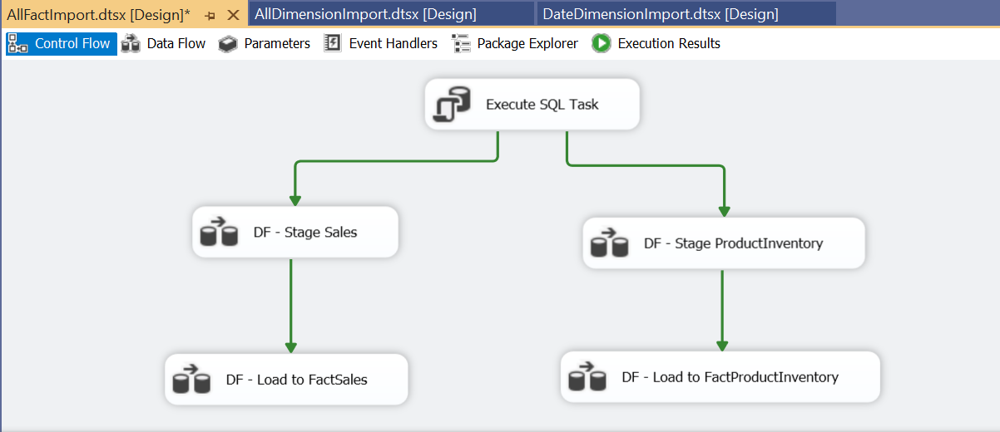 AllFactImport.dtsx [Design]*
AllDimensionImport.dtsx [Design]
DateDimensionImport.dtsx [Design]
Control Flow
Data Flow
Parameters
Event Handlers
Package Explorer
Execution Results
Execute SQL Task
DF - Stage Sales
DF - Stage ProductInventory
DF - Load to FactSales
DF - Load to FactProductInventory